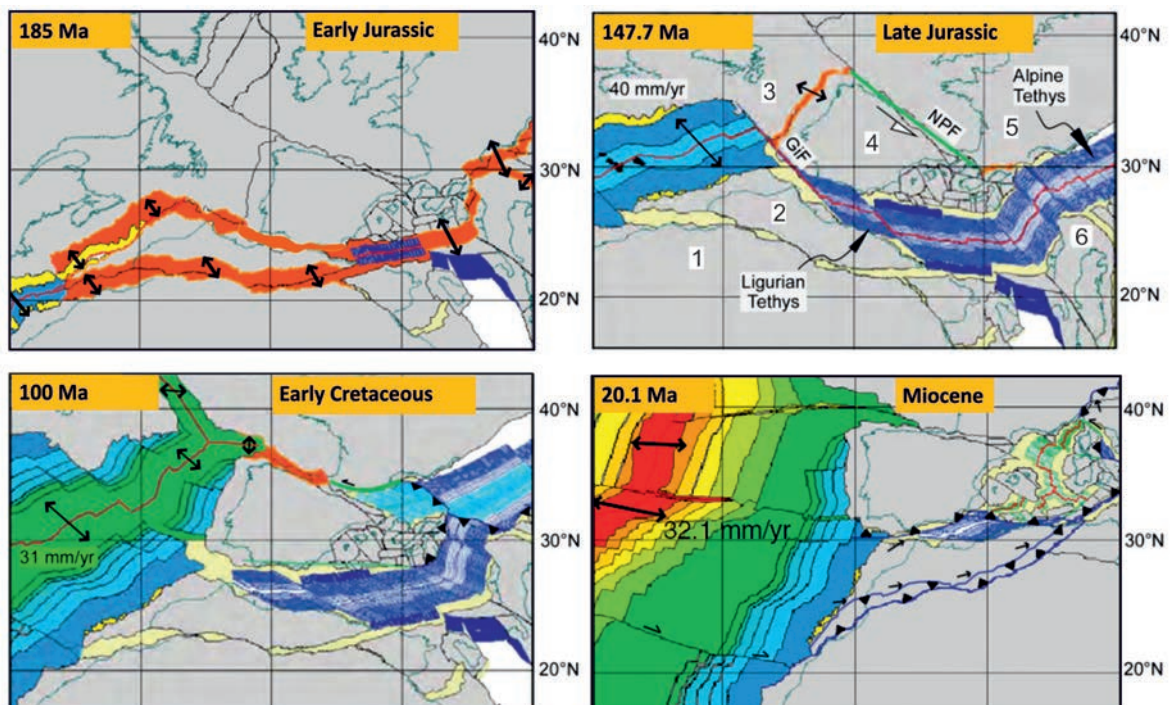 185 Ma
Early Jurassic
40°N
30°N
20°N
147.7 Ma
Late Jurassic
40°N
30°N
20°N
40 mm/yr
3
NPF
Alpine
Tethys
5
4
GiF
2
1
6
Ligurian
Tethys
100 Ma
Early Cretaceous
40°N
30°N
20°N
31 mm/yr
20.1 Ma
Miocene
40°N
30°N
20°N
32.1 mm/yr